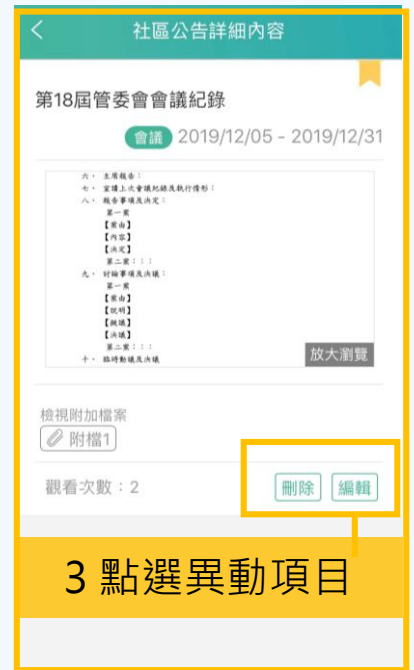 社區公告詳細內容
第18屆管委會會議紀錄
會議 2019/12/05 - 2019/12/31
六、 主席報告：
七、 宣讀上次會議紀錄及執行情形：
八、 報告事項及決定：
第一案
【案由】
【內容】
【決定】
第二案：：：
九、 討論事項及決議：
第一案
【案由】
【說明】
【擬議】
【決議】
第二案：：：
十、 臨時動議及決議
放大瀏覽
檢視附加檔案
附檔1
觀看次數：2
刪除 編輯
3 點選異動項目